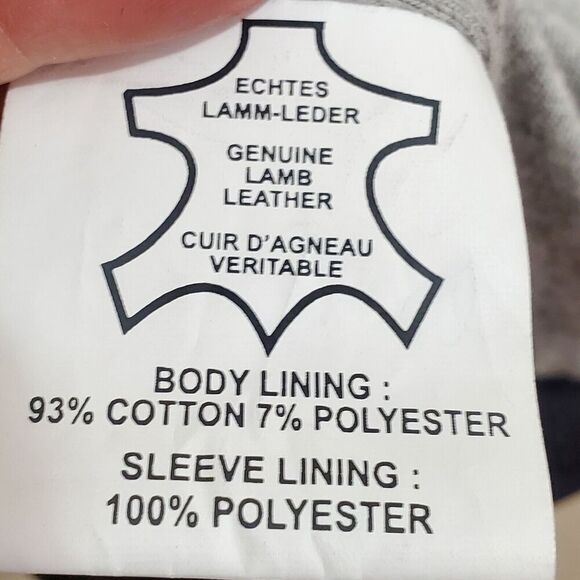 ECHTES
LAMM-LEDER
GENUINE
LAMB
LEATHER
CUIR D'AGNEAU
VERITABLE
BODY LINING :
93% COTTON 7% POLYESTER
SLEEVE LINING :
100% POLYESTER